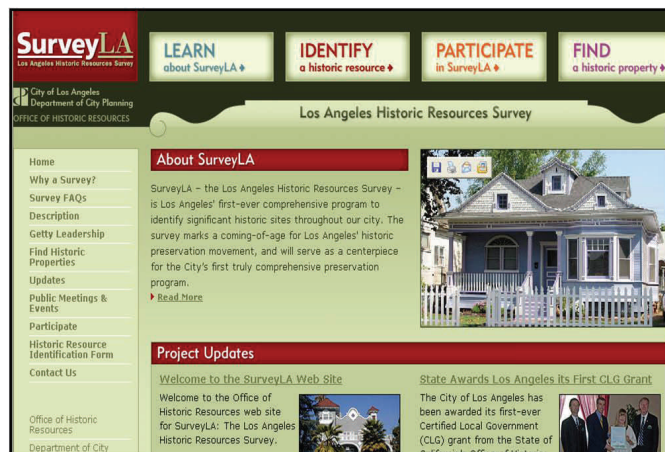 SurveyLA
Los Angeles Historic Resources Survey
City of Los Angeles
Department of City Planning
OFFICE OF HISTORIC RESOURCES
LEARN
about SurveyLA
IDENTIFY
a historic resource
PARTICIPATE
in SurveyLA
FIND
a historic property
Los Angeles Historic Resources Survey
Home
Why a Survey?
Survey FAQs
Description
Getty Leadership
Find Historic
Properties
Updates
Public Meetings &
Events
Participate
Historic Resource
Identification Form
Contact Us
Office of Historic
Resources
Department of City
About SurveyLA
SurveyLA – the Los Angeles Historic Resources Survey –
is Los Angeles' first-ever comprehensive program to
identify significant historic sites throughout our city. The
survey marks a coming-of-age for Los Angeles' historic
preservation movement, and will serve as a centerpiece
for the City's first truly comprehensive preservation
program.
Read More
Project Updates
Welcome to the SurveyLA Web Site
Welcome to the Office of
Historic Resources web site
for SurveyLA: The Los Angeles
Historic Resources Survey.
State Awards Los Angeles its First CLG Grant
The City of Los Angeles has
been awarded its first-ever
Certified Local Government
(CLG) grant from the State of